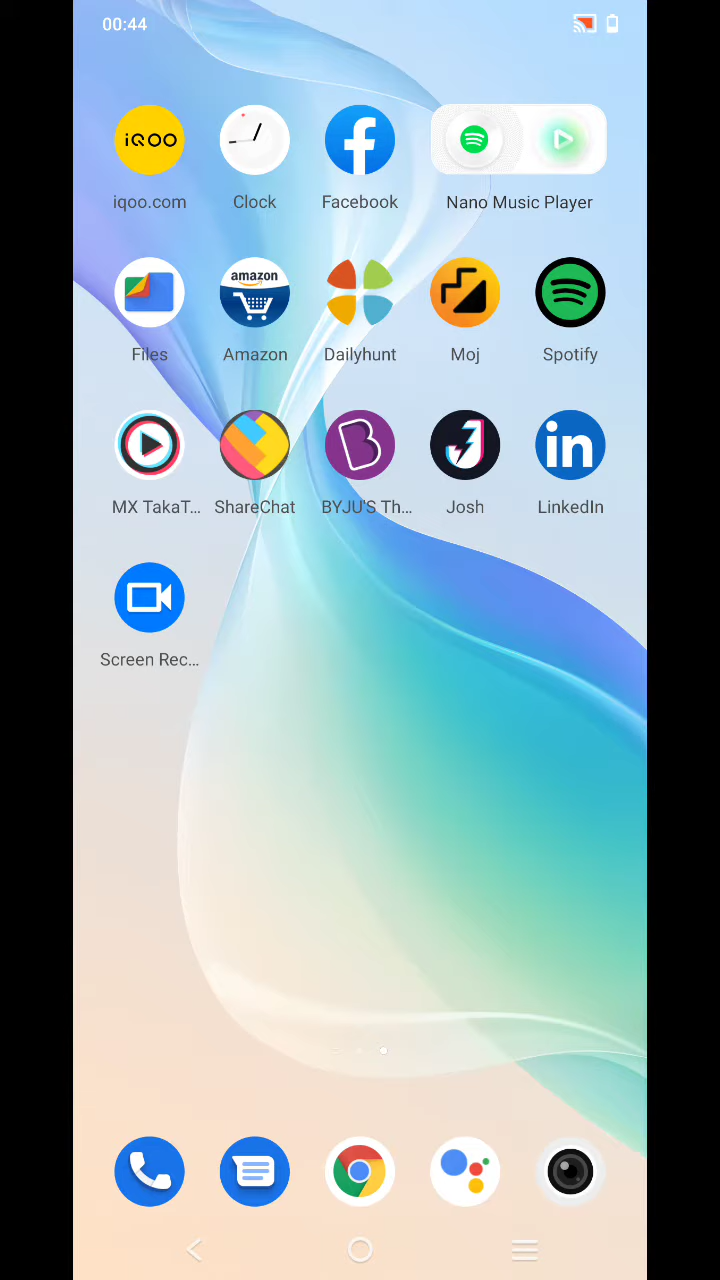 00:44
iQOO
iqoo.com
Clock
Facebook
Nano Music Player
amazon
Files
Amazon
Dailyhunt
Moj
Spotify
in
MX TakaT...
ShareChat
BYJU'S Th...
Josh
LinkedIn
Screen Rec...